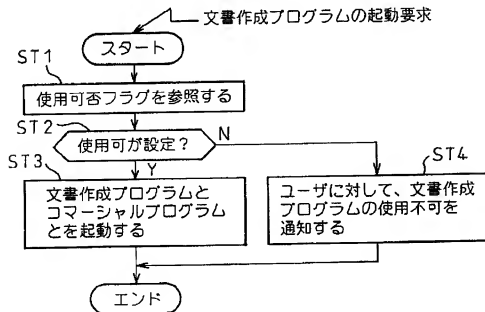 文書作成プログラムの起動要求
スタート
ST1
使用可否フラグを参照する
ST2
使用可が設定?
N
Y
ST3
文書作成プログラムと
コマーシャルプログラム
とを起動する
ST4
ユーザに対して、文書作成
プログラムの使用不可を
通知する
エンド